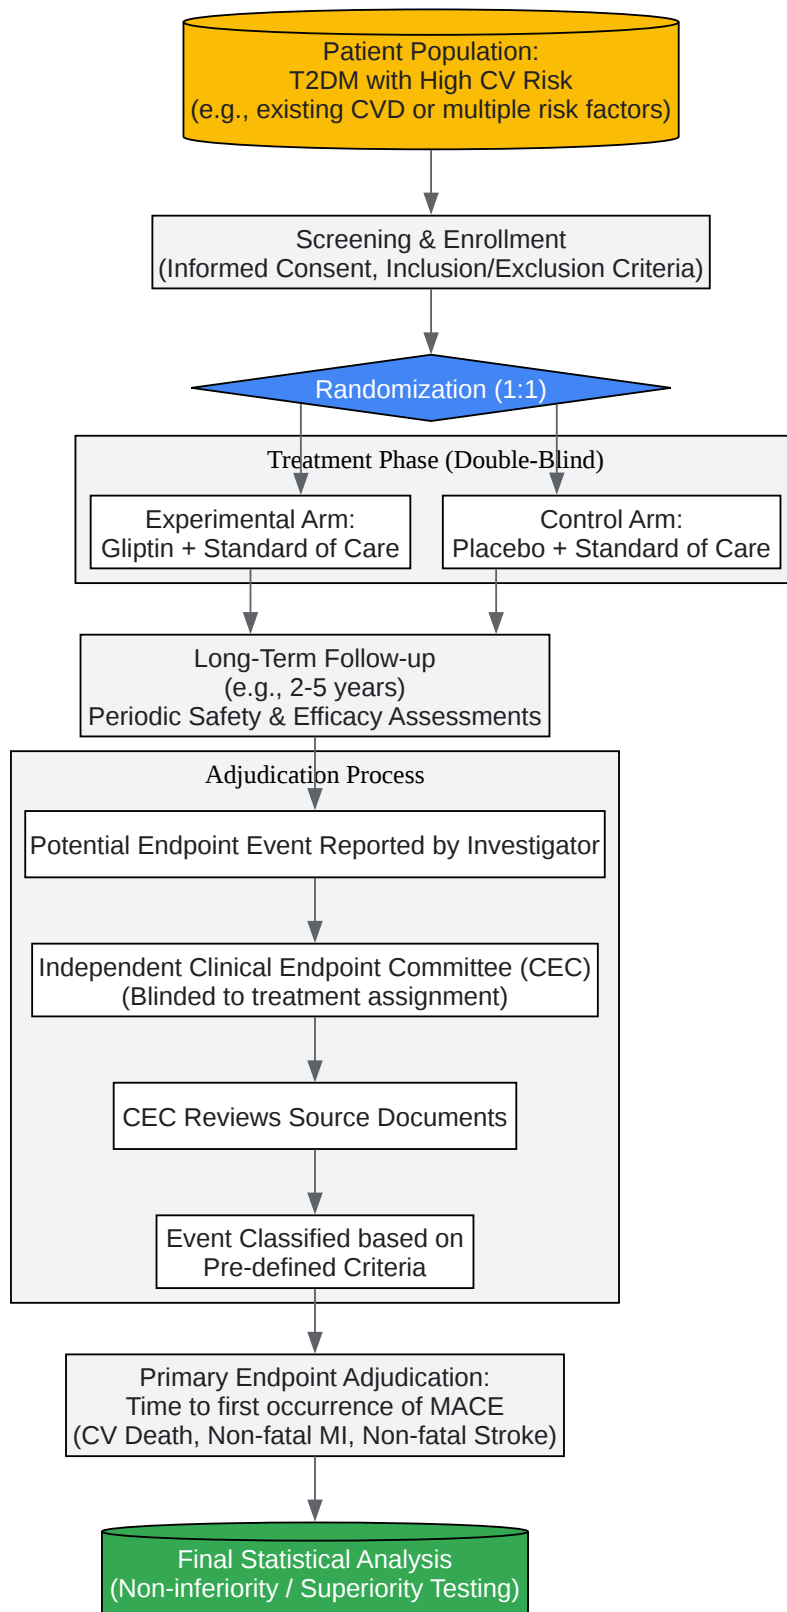 Patient Population:
T2DM with High CV Risk
(e.g., existing CVD or multiple risk factors)
Screening & Enrollment
(Informed Consent, Inclusion/Exclusion Criteria)
Randomization (1:1)
Treatment Phase (Double-Blind)
Experimental Arm:
Gliptin + Standard of Care
Control Arm:
Placebo + Standard of Care
Long-Term Follow-up
(e.g., 2-5 years)
Periodic Safety & Efficacy Assessments
Adjudication Process
Potential Endpoint Event Reported by Investigator
Independent Clinical Endpoint Committee (CEC)
(Blinded to treatment assignment)
CEC Reviews Source Documents
Event Classified based on
Pre-defined Criteria
Primary Endpoint Adjudication:
Time to first occurrence of MACE
(CV Death, Non-fatal MI, Non-fatal Stroke)
Final Statistical Analysis
(Non-inferiority / Superiority Testing)